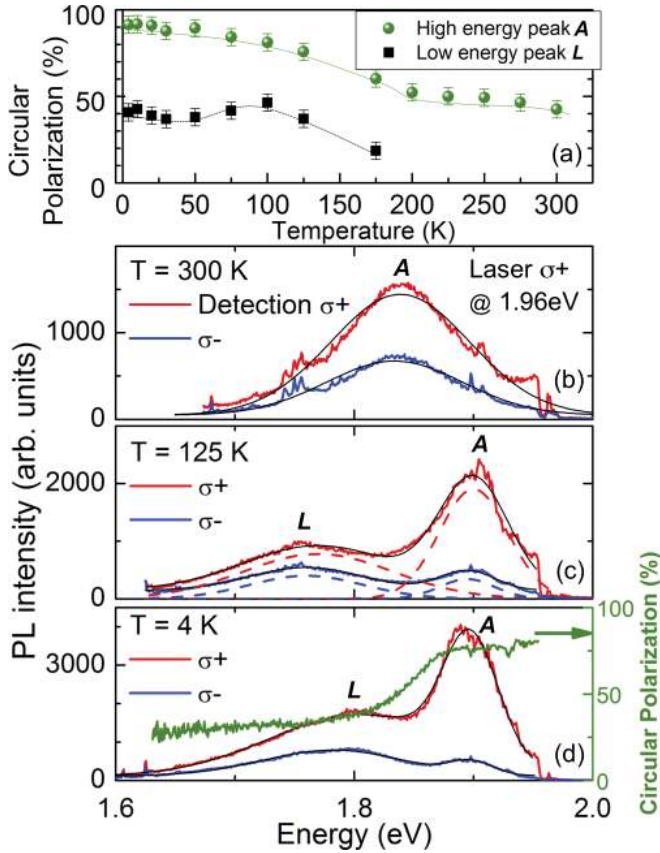 100
50
0
Circular
Polarization (%)
High energy peak A
Low energy peak L
(a)
0 50 100 150 200 250 300
Temperature (K)
T = 300 K
A
Laser σ+
@ 1.96eV
Detection σ+
σ-
1000
0
(b)
T = 125 K
A
σ+
σ-
L
2000
0
(c)
T = 4 K
A
σ+
σ-
L
3000
0
(d)
PL intensity (arb. units)
100
50
0
Circular Polarization (%)
1.6 1.8 2.0
Energy (eV)